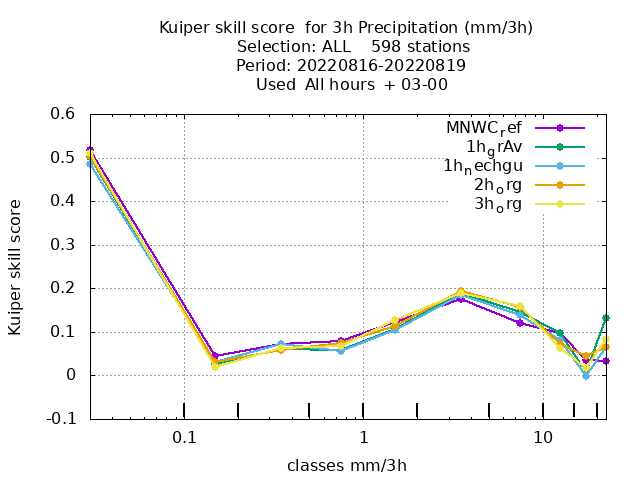 Kuiper skill score  for 3h Precipitation (mm/3h)
Selection: ALL    598 stations
Period: 20220816-20220819
Used  All hours  + 03-00
MNWC_ref
1h_grAv
1h_nechgu
2h_org
3h_org
Kuiper skill score
0.6
0.5
0.4
0.3
0.2
0.1
0
-0.1
0.1
1
10
classes mm/3h